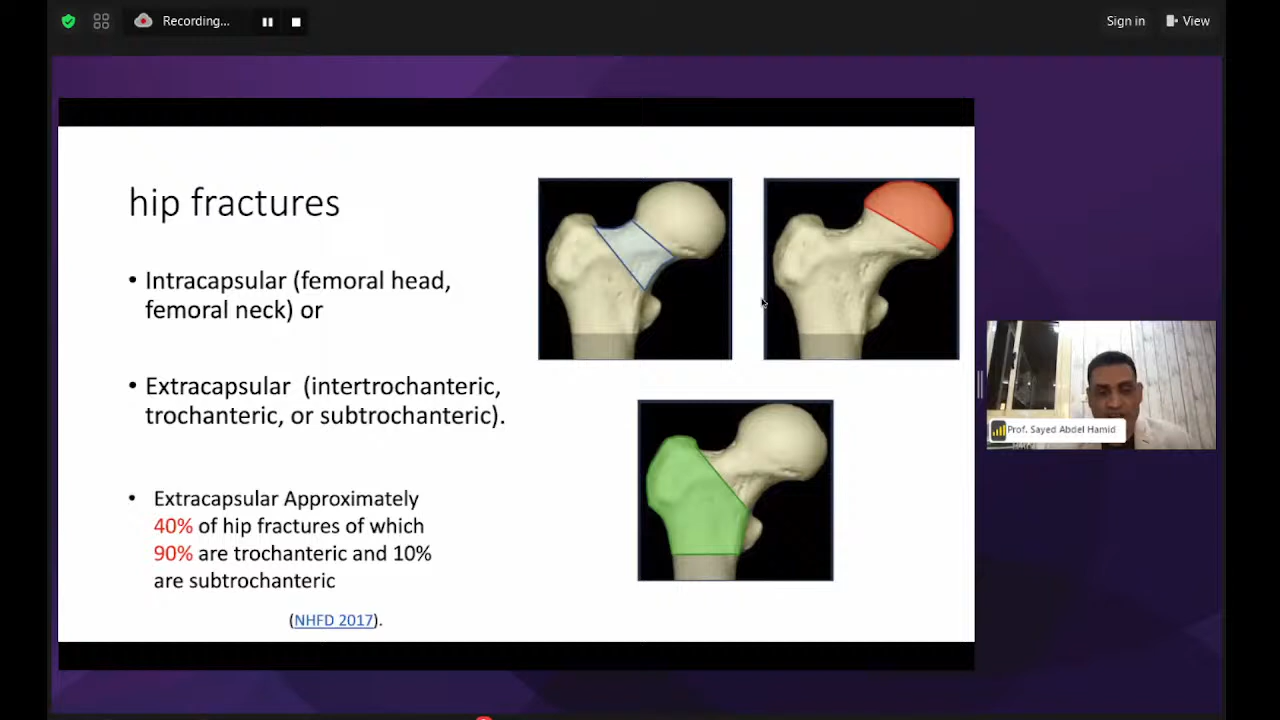 Recording...
Sign in
View
hip fractures
• Intracapsular (femoral head,
femoral neck) or
• Extracapsular (intertrochanteric,
trochanteric, or subtrochanteric).
• Extracapsular Approximately
40% of hip fractures of which
90% are trochanteric and 10%
are subtrochanteric
(NHFD 2017).
Prof. Sayed Abdel Hamid